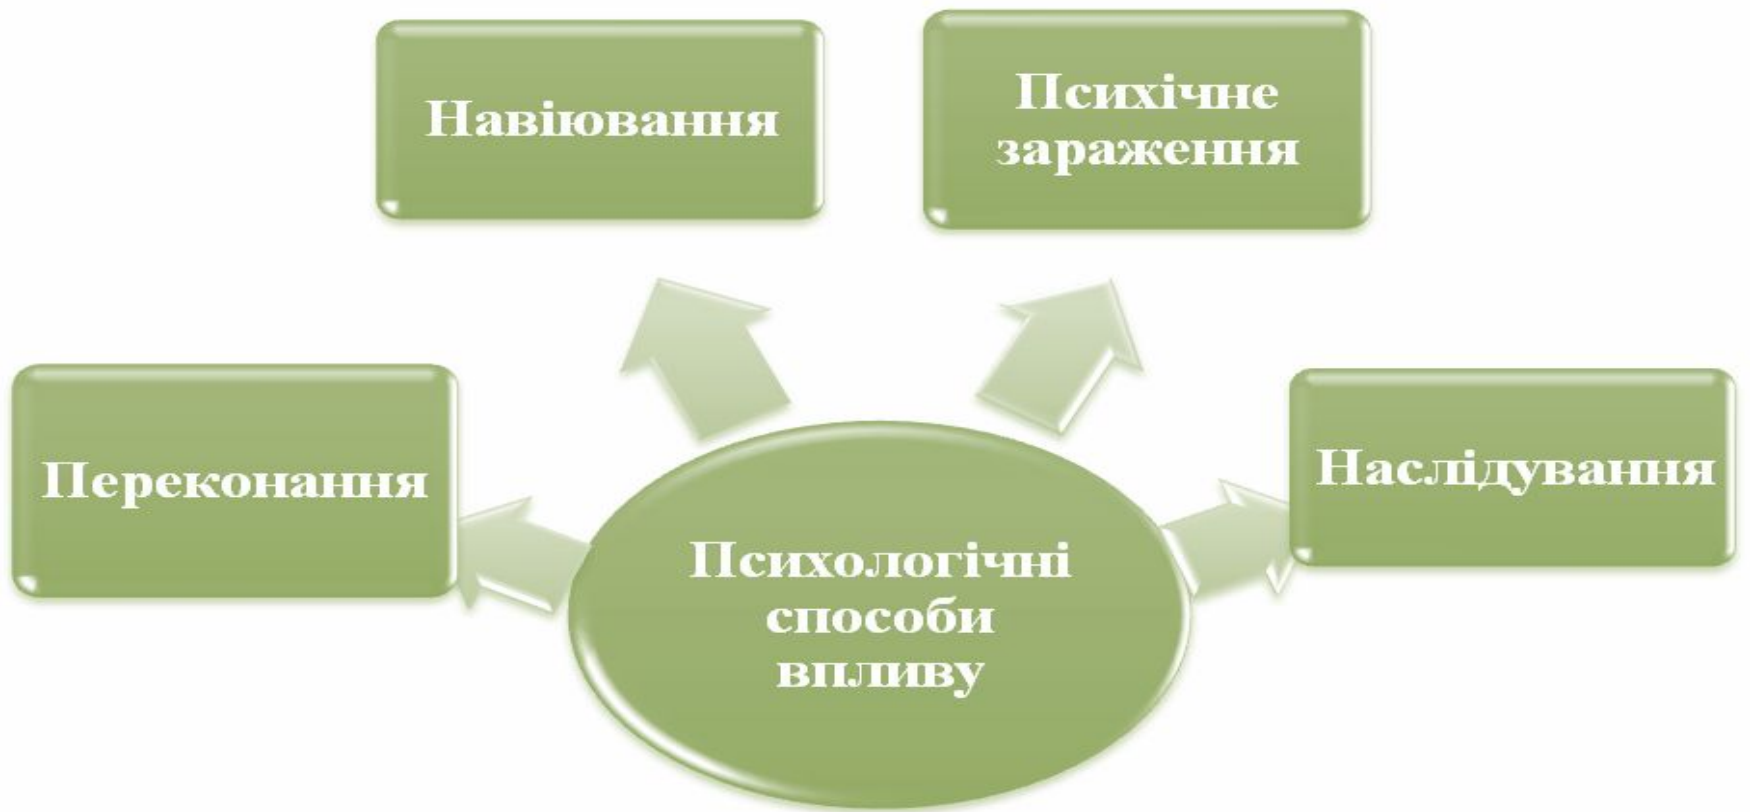 Навіювання
Психічне
зараження
Переконання
Наслідування
Психологічні
способи
впливу